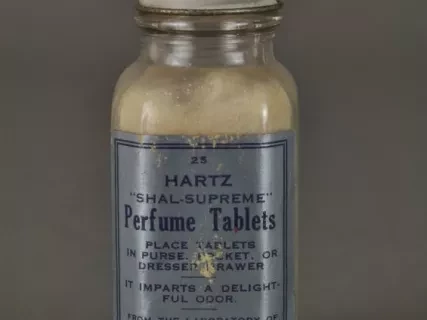 25
HARTZ
"SHAL-SUPREME"
Perfume Tablets
PLACE TABLETS
IN PURSE, POCKET, OR
DRESSER DRAWER
IT IMPARTS A DELIGHT-
FUL ODOR.
FROM THE LABORATORY OF